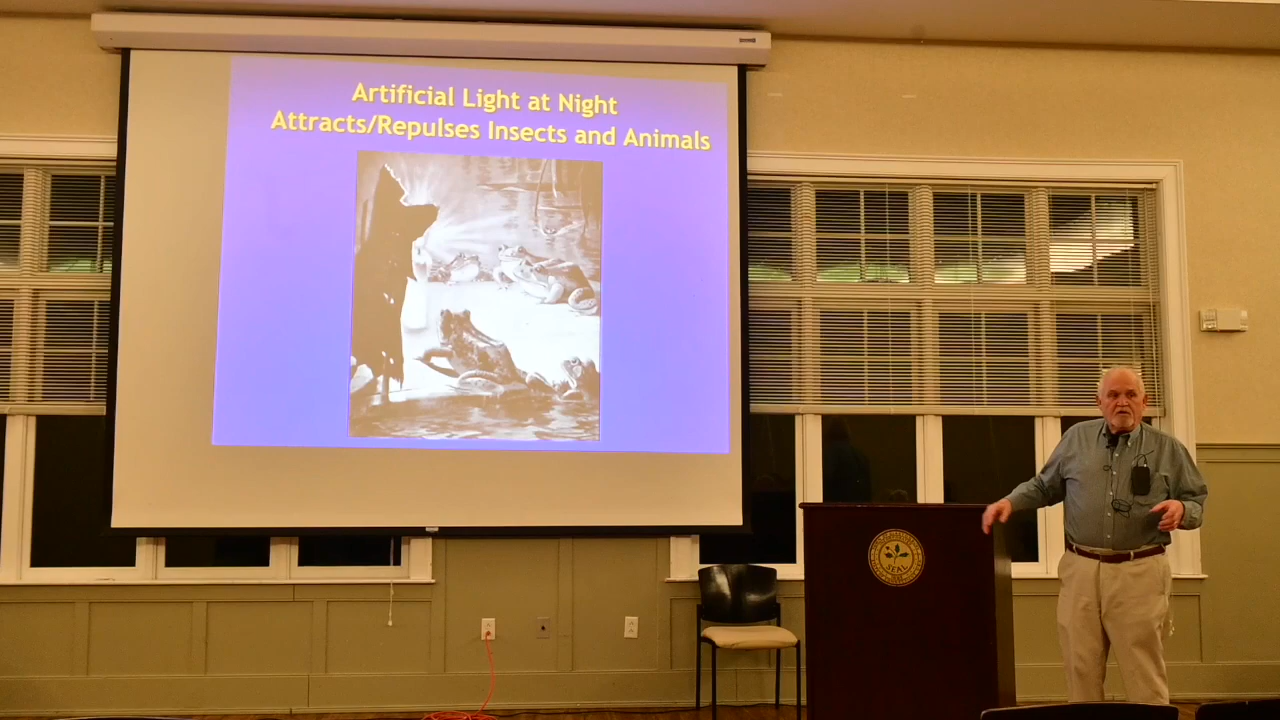 Artificial Light at Night
Attracts/Repulses Insects and Animals
SEAL